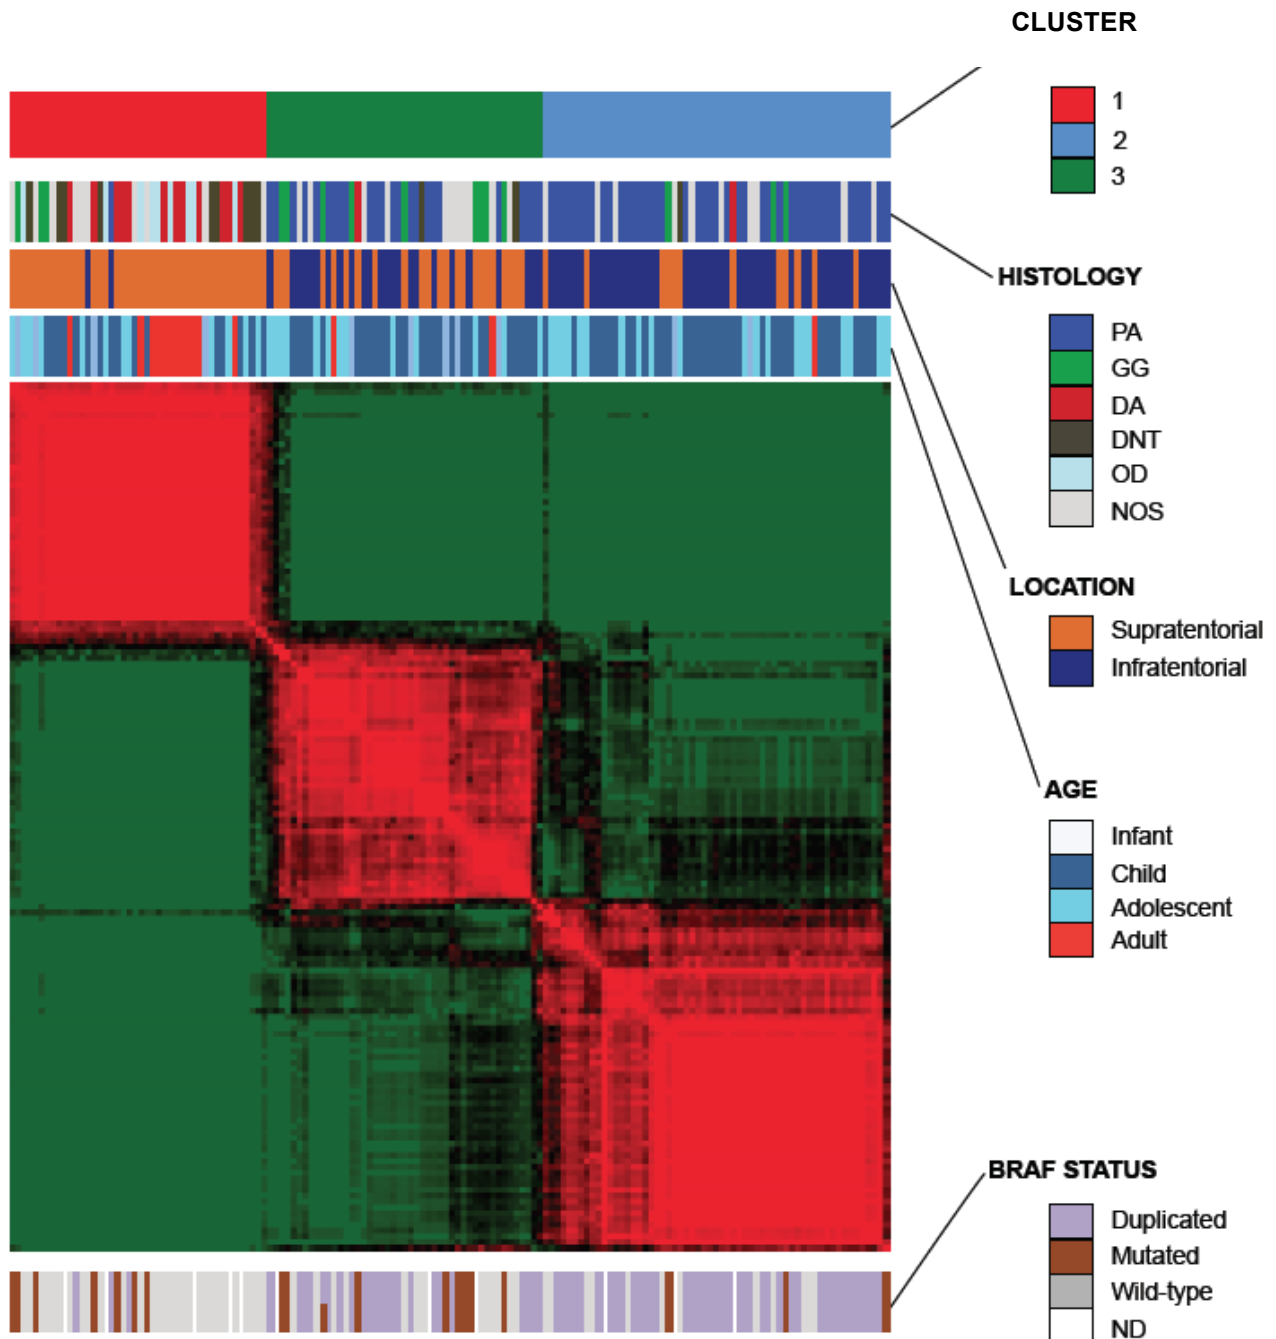 CLUSTER
1
2
3
HISTOLOGY
PA
GG
DA
DNT
OD
NOS
LOCATION
Supratentorial
Infratentorial
AGE
Infant
Child
Adolescent
Adult
BRAF STATUS
Duplicated
Mutated
Wild-type
ND